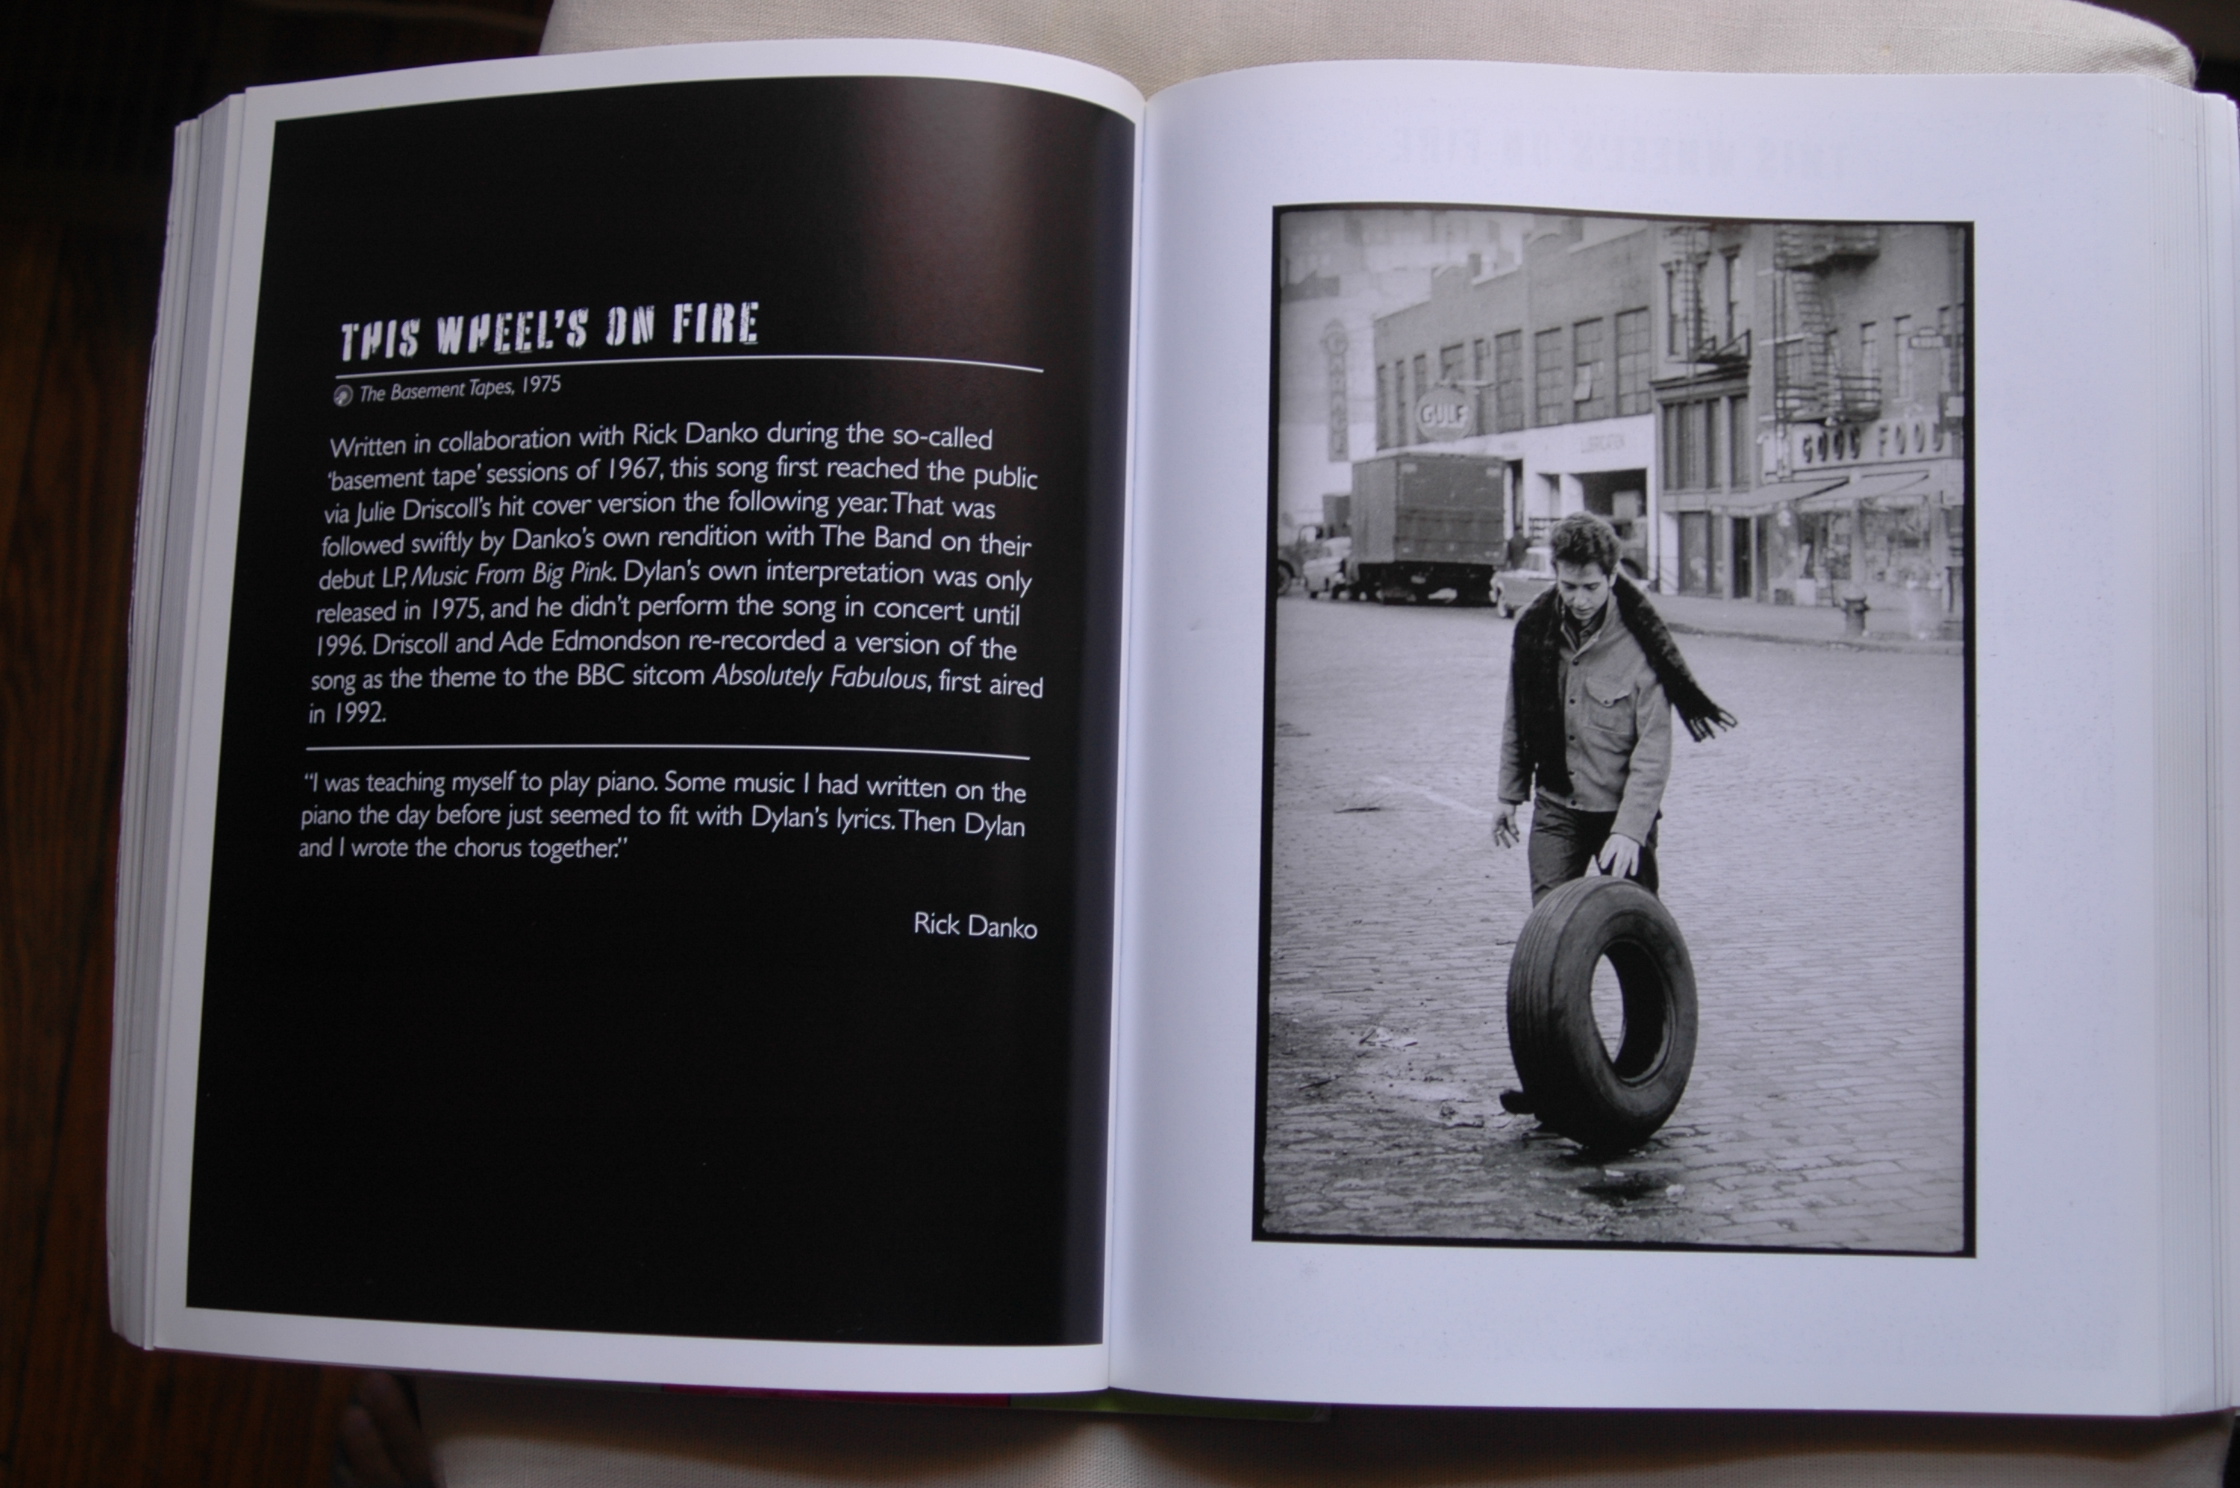 THIS WHEEL'S ON FIRE
The Basement Tapes, 1975
Written in collaboration with Rick Danko during the so-called
'basement tape' sessions of 1967, this song first reached the public
via Julie Driscoll's hit cover version the following year. That was
followed swiftly by Danko's own rendition with The Band on their
debut LP, Music From Big Pink. Dylan's own interpretation was only
released in 1975, and he didn't perform the song in concert until
1996. Driscoll and Ade Edmondson re-recorded a version of the
song as the theme to the BBC sitcom Absolutely Fabulous, first aired
in 1992.
"I was teaching myself to play piano. Some music I had written on the
piano the day before just seemed to fit with Dylan's lyrics. Then Dylan
and I wrote the chorus together."
Rick Danko
GULF
LUBRICATION
GOOD FOOD